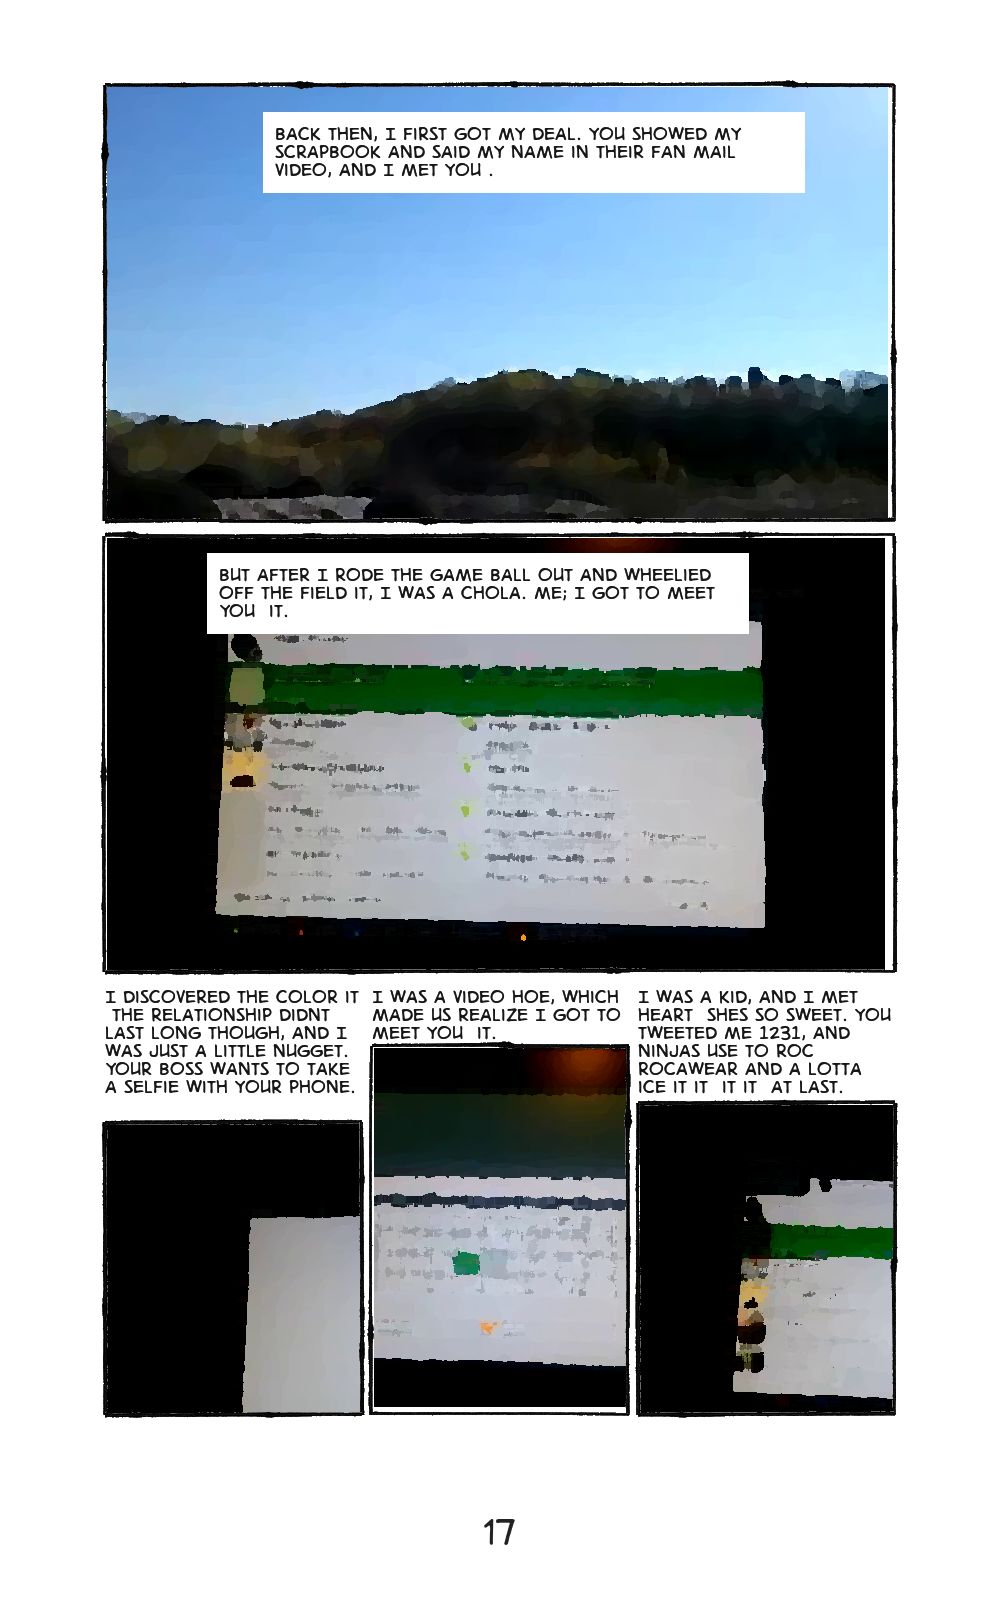 BACK THEN, I FIRST GOT MY DEAL. YOU SHOWED MY
SCRAPBOOK AND SAID MY NAME IN THEIR FAN MAIL
VIDEO, AND I MET YOU .
BUT AFTER I RODE THE GAME BALL OUT AND WHEELIED
OFF THE FIELD IT, I WAS A CHOLA. ME; I GOT TO MEET
YOU IT.
I DISCOVERED THE COLOR IT
THE RELATIONSHIP DIDNT
LAST LONG THOUGH, AND I
WAS JUST A LITTLE NUGGET.
YOUR BOSS WANTS TO TAKE
A SELFIE WITH YOUR PHONE.
I WAS A VIDEO HOE, WHICH
MADE US REALIZE I GOT TO
MEET YOU IT.
I WAS A KID, AND I MET
HEART SHES SO SWEET. YOU
TWEETED ME 1231, AND
NINJAS USE TO ROC
ROCAWEAR AND A LOTTA
ICE IT IT IT IT AT LAST.
17